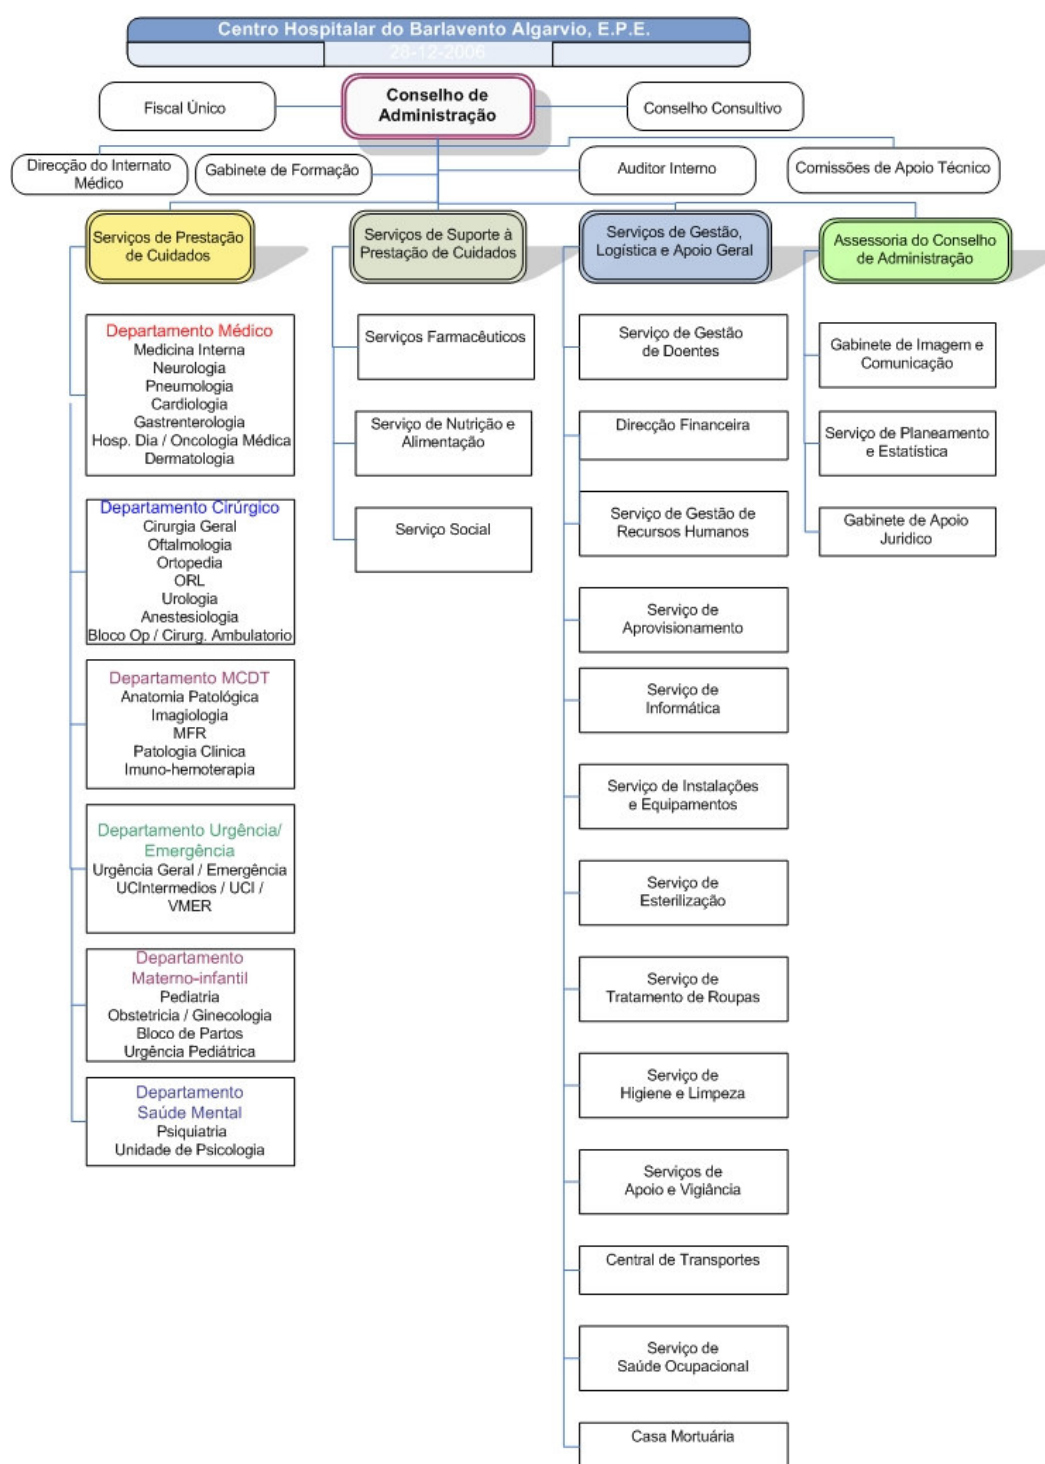 Centro Hospitalar do Barlavento Algarvio, E.P.E.
28-12-2006
Fiscal Único
Conselho de
Administração
Conselho Consultivo
Direcção do Internato
Médico
Gabinete de Formação
Auditor Interno
Comissões de Apoio Técnico
Serviços de Prestação
de Cuidados
Serviços de Suporte à
Prestação de Cuidados
Serviços de Gestão,
Logística e Apoio Geral
Assessoria do Conselho
de Administração
Departamento Médico
Medicina Interna
Neurologia
Pneumologia
Cardiologia
Gastrenterologia
Hosp. Dia / Oncologia Médica
Dermatologia
Departamento Cirúrgico
Cirurgia Geral
Oftalmologia
Ortopedia
ORL
Urologia
Anestesiologia
Bloco Op / Cirurg. Ambulatorio
Departamento MCDT
Anatomia Patológica
Imagiologia
MFR
Patologia Clinica
Imuno-hemoterapia
Departamento Urgência/
Emergência
Urgência Geral / Emergência
UCIntermedios / UCI /
VMER
Departamento
Materno-infantil
Pediatria
Obstetricia / Ginecologia
Bloco de Partos
Urgência Pediátrica
Departamento
Saúde Mental
Psiquiatria
Unidade de Psicologia
Serviços Farmacêuticos
Serviço de Nutrição e
Alimentação
Serviço Social
Serviço de Gestão
de Doentes
Direcção Financeira
Serviço de Gestão de
Recursos Humanos
Serviço de
Aprovisionamento
Serviço de
Informática
Serviço de Instalações
e Equipamentos
Serviço de
Esterilização
Serviço de
Tratamento de Roupas
Serviço de
Higiene e Limpeza
Serviços de
Apoio e Vigiância
Central de Transportes
Serviço de
Saúde Ocupacional
Casa Mortuária
Gabinete de Imagem e
Comunicação
Serviço de Planeamento
e Estatística
Gabinete de Apoio
Juridico